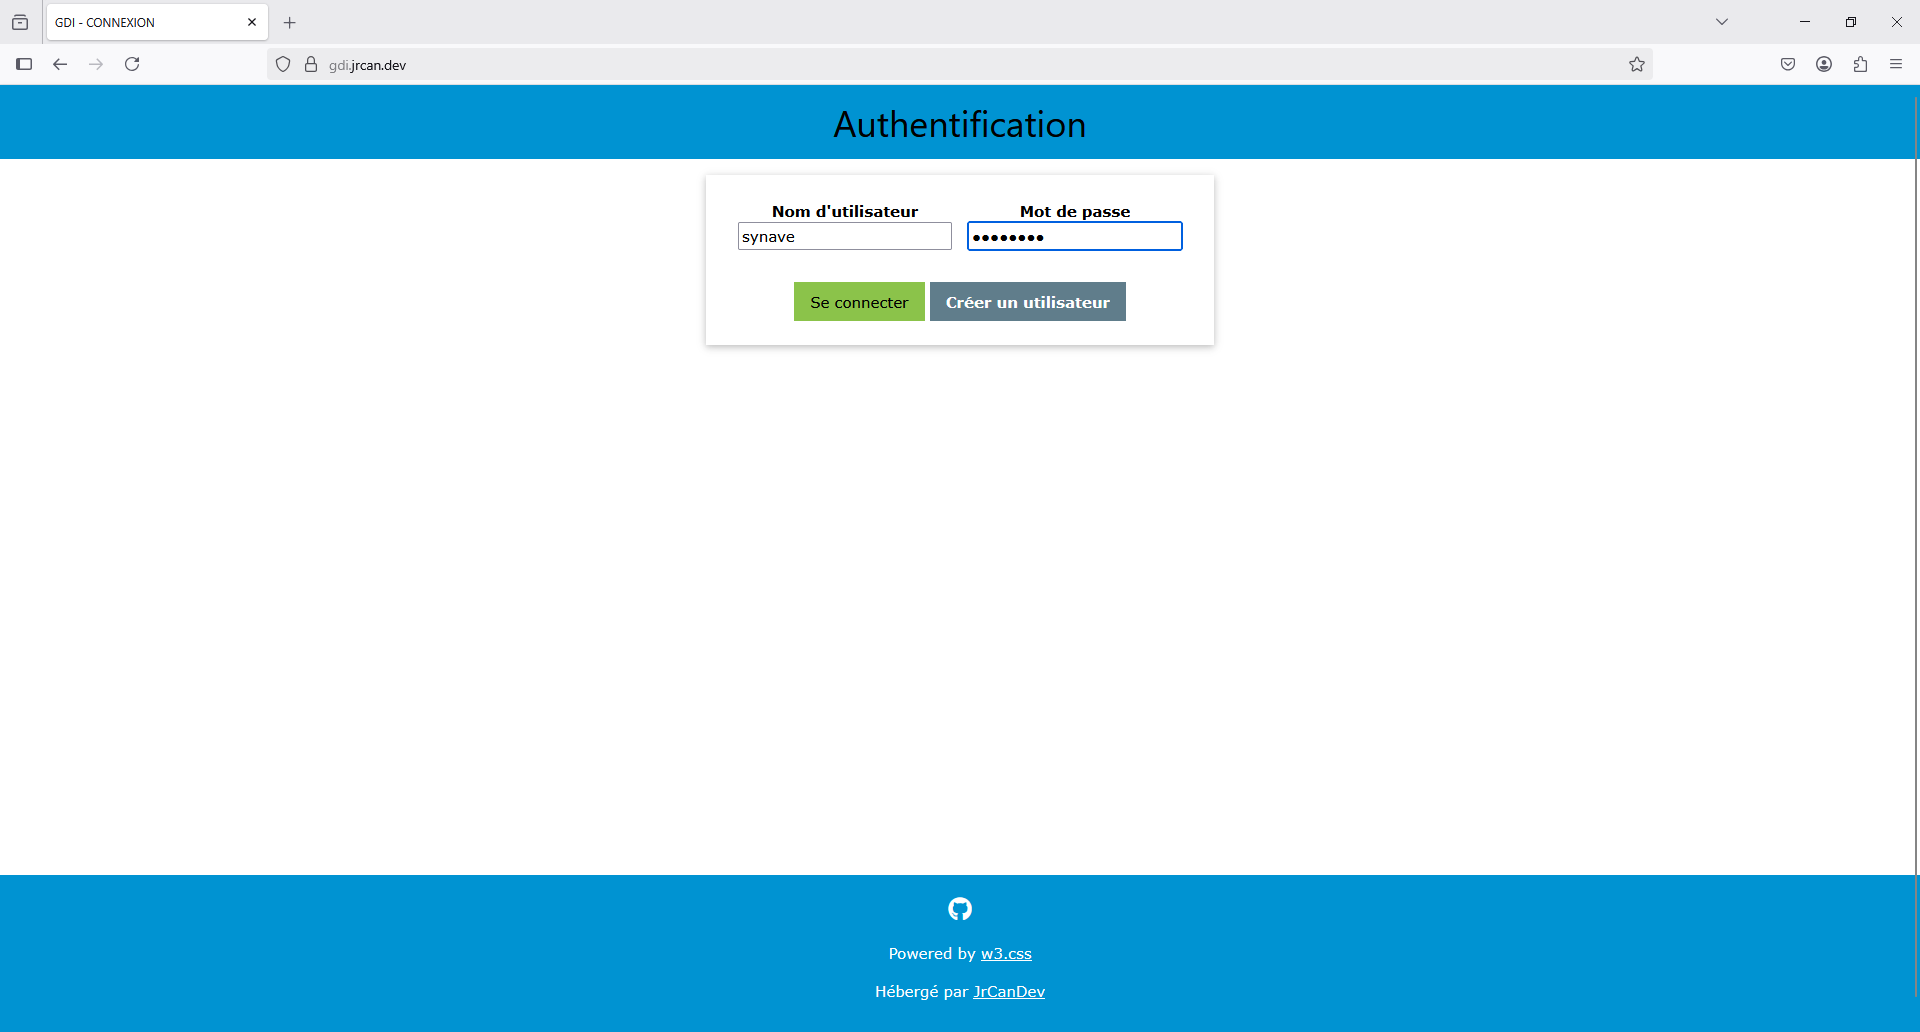 GDI - CONNEXION
gdi.jrcan.dev
Authentification
Nom d'utilisateur
Mot de passe
synave
••••••••
Se connecter
Créer un utilisateur
Powered by w3.css
Hébergé par JrCanDev